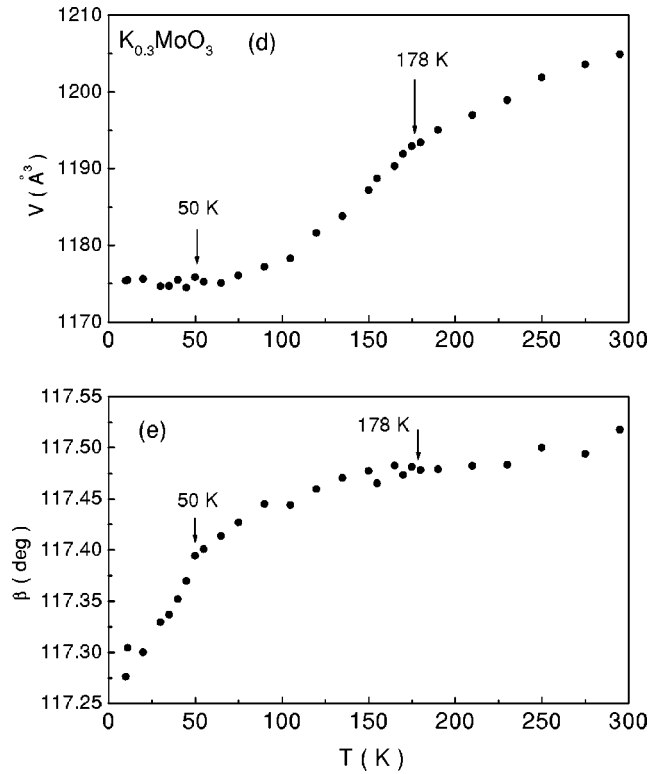 K0.3MoO3 (d)
1210
1200
1190
1180
1170
V ( Å3 )
178 K
50 K
0 50 100 150 200 250 300
(e)
117.55
117.50
117.45
117.40
117.35
117.30
117.25
β ( deg )
178 K
50 K
0 50 100 150 200 250 300
T ( K )